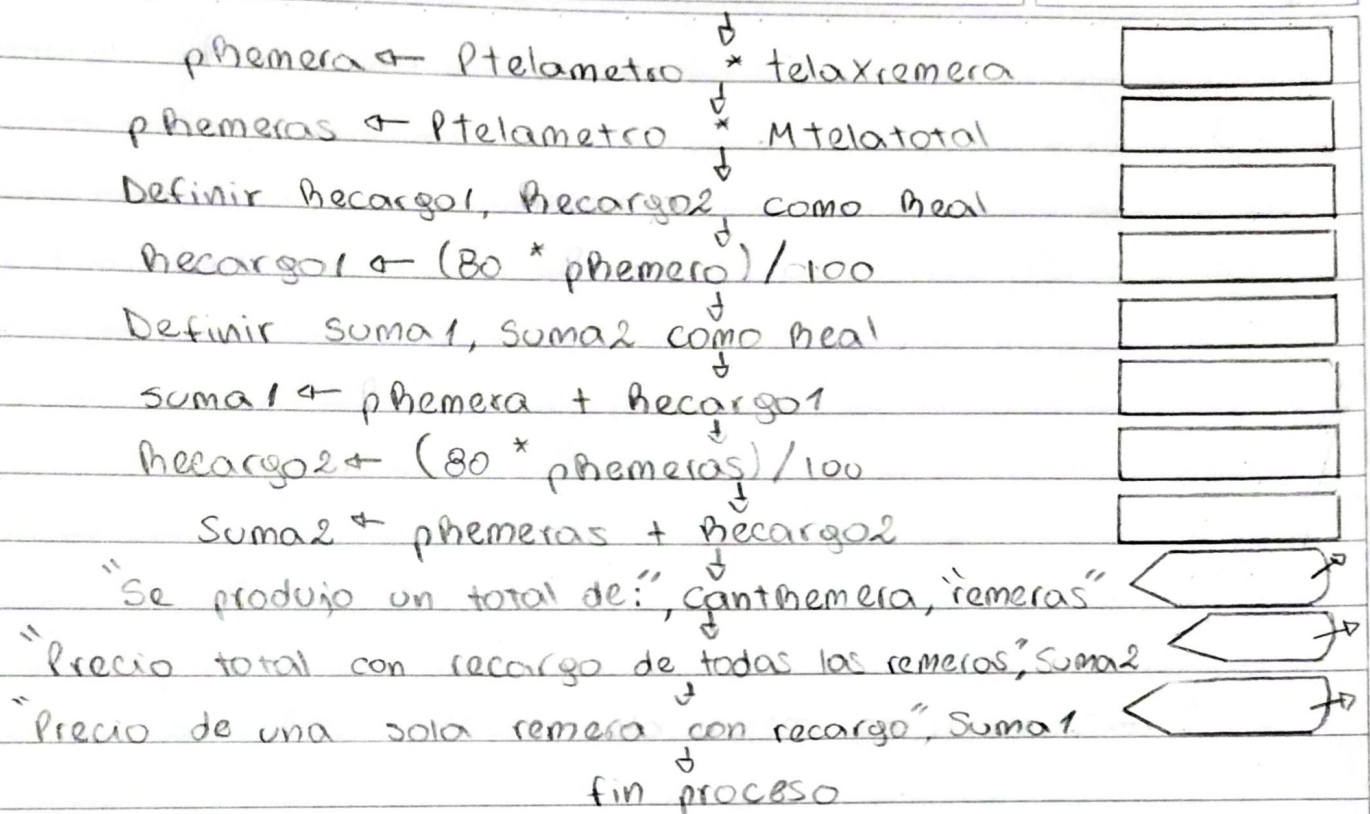 pRemera ← Ptelametro * telaxremera
pRemeras ← Ptelametro * Mtelatotal
Definir Recargo1, Recargo2 como Real
Recargo1 ← (80 * pRemera) / 100
Definir suma1, suma2 como Real
suma1 ← pRemera + Recargo1
Recargo2 ← (80 * pRemeras) / 100
Suma2 ← pRemeras + Recargo2
"Se produjo un total de:", cantRemera, "remeras"
"Precio total con recargo de todas las remeras", Suma2
"Precio de una sola remera con recargo", Suma1
fin proceso